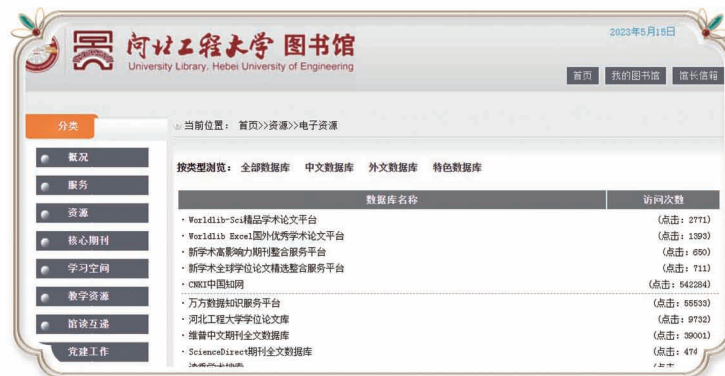 2023年5月15日
河北工程大学 图书馆
University Library, Hebei University of Engineering
首页 我的图书馆 馆长信箱
分类
当前位置： 首页>>资源>>电子资源
概况
服务
资源
核心期刊
学习空间
教学资源
馆读互递
党建工作
按类型浏览： 全部数据库 中文数据库 外文数据库 特色数据库
数据库名称 访问次数
· Worldlib-Sci精品学术论文平台 (点击：2771)
· Worldlib Excel国外优秀学术论文平台 (点击：1393)
· 新学术高影响力期刊整合服务平台 (点击：650)
· 新学术全球学位论文精选整合服务平台 (点击：711)
· CNKI中国知网 (点击：542284)
· 万方数据知识服务平台 (点击：55533)
· 河北工程大学学位论文库 (点击：9732)
· 维普中文期刊全文数据库 (点击：39001)
· ScienceDirect期刊全文数据库 (点击：474